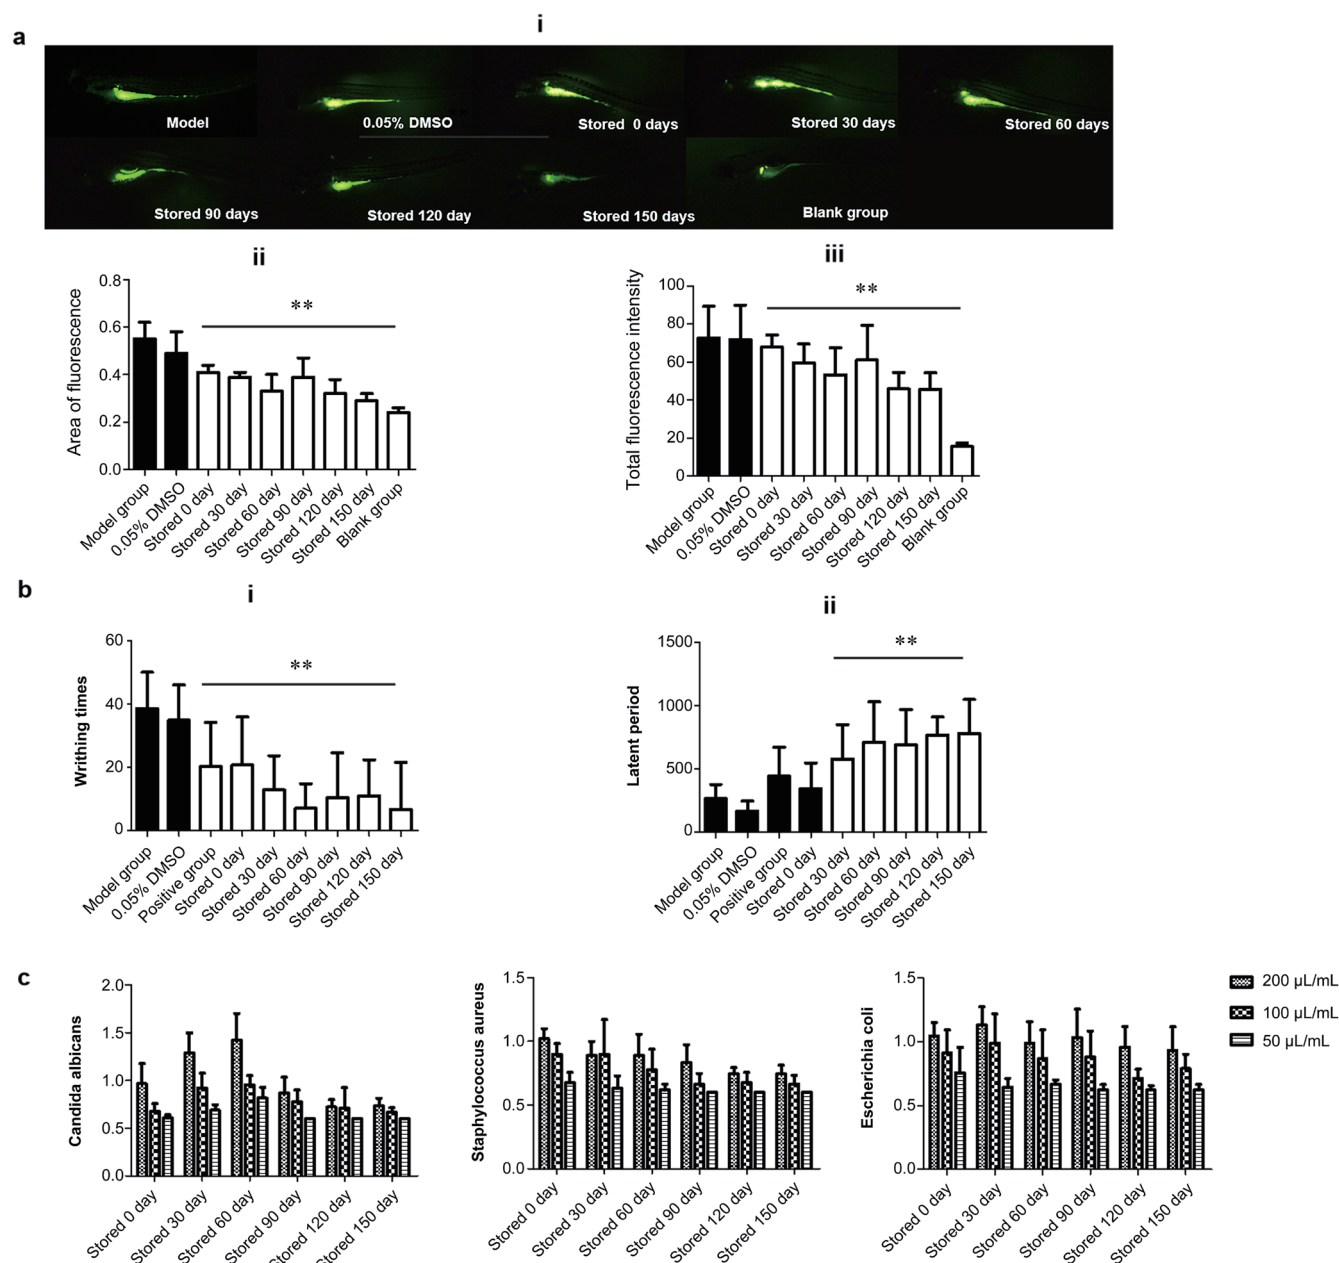 a
i
Model
0.05% DMSO
Stored 0 days
Stored 30 days
Stored 60 days
Stored 90 days
Stored 120 day
Stored 150 days
Blank group
ii
Area of fluorescence
0.8
0.6
0.4
0.2
0.0
**
Model group
0.05% DMSO
Stored 0 day
Stored 30 day
Stored 60 day
Stored 90 day
Stored 120 day
Stored 150 day
Blank group
iii
Total fluorescence intensity
100
80
60
40
20
0
**
Model group
0.05% DMSO
Stored 0 day
Stored 30 day
Stored 60 day
Stored 90 day
Stored 120 day
Stored 150 day
Blank group
b
i
Writhing times
60
40
20
0
**
Model group
0.05% DMSO
Positive group
Stored 0 day
Stored 30 day
Stored 60 day
Stored 90 day
Stored 120 day
Stored 150 day
ii
Latent period
1500
1000
500
0
**
Model group
0.05% DMSO
Positive group
Stored 0 day
Stored 30 day
Stored 60 day
Stored 90 day
Stored 120 day
Stored 150 day
c
Candida albicans
2.0
1.5
1.0
0.5
0.0
Stored 0 day
Stored 30 day
Stored 60 day
Stored 90 day
Stored 120 day
Stored 150 day
Staphylococcus aureus
1.5
1.0
0.5
0.0
Stored 0 day
Stored 30 day
Stored 60 day
Stored 90 day
Stored 120 day
Stored 150 day
Escherichia coli
1.5
1.0
0.5
0.0
Stored 0 day
Stored 30 day
Stored 60 day
Stored 90 day
Stored 120 day
Stored 150 day
200 µL/mL
100 µL/mL
50 µL/mL